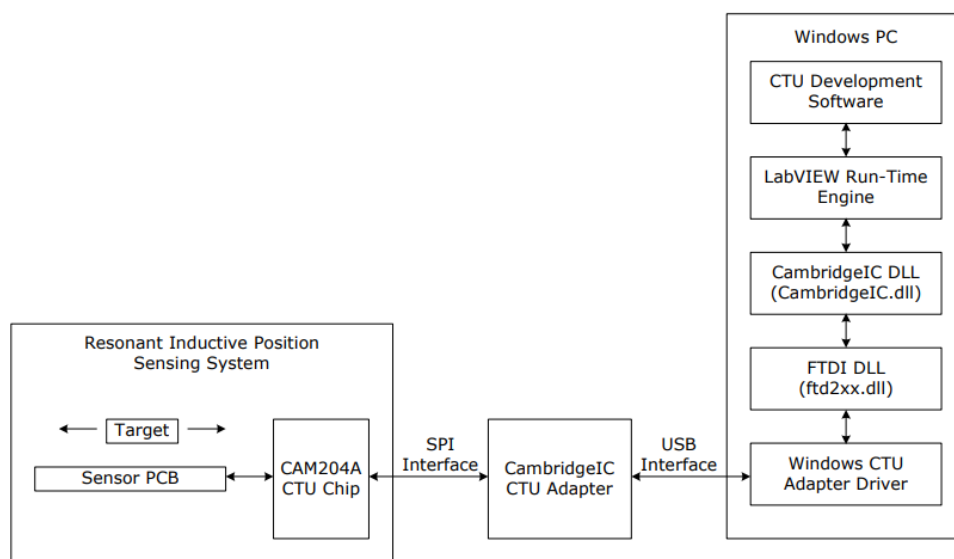 Windows PC
CTU Development
Software
LabVIEW Run-Time
Engine
CambridgeIC DLL
(CambridgeIC.dll)
FTDI DLL
(ftd2xx.dll)
Windows CTU
Adapter Driver
Resonant Inductive Position
Sensing System
Target
Sensor PCB
CAM204A
CTU Chip
SPI
Interface
CambridgeIC
CTU Adapter
USB
Interface